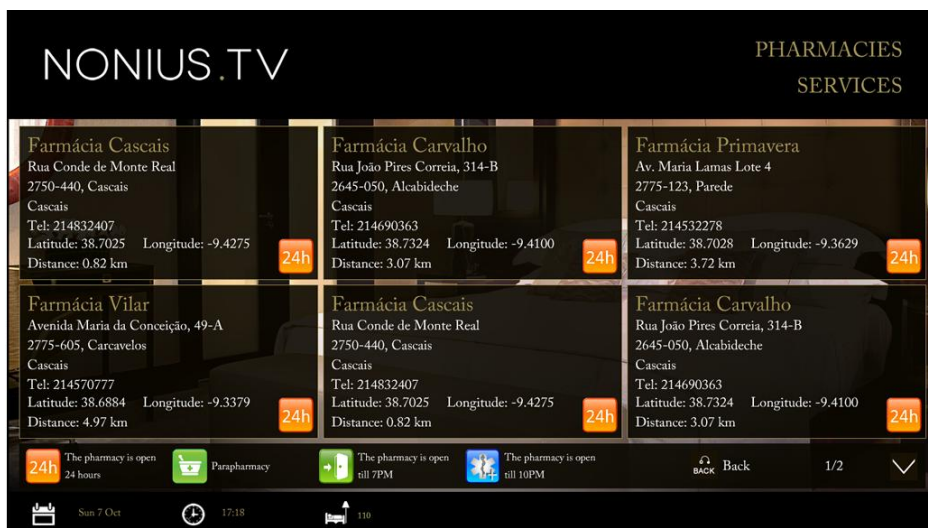 NONIUS.TV
PHARMACIES
SERVICES
Farmácia Cascais
Rua Conde de Monte Real
2750-440, Cascais
Cascais
Tel: 214832407
Latitude: 38.7025 Longitude: -9.4275
Distance: 0.82 km
24h
Farmácia Carvalho
Rua João Pires Correia, 314-B
2645-050, Alcabideche
Cascais
Tel: 214690363
Latitude: 38.7324 Longitude: -9.4100
Distance: 3.07 km
24h
Farmácia Primavera
Av. Maria Lamas Lote 4
2775-123, Parede
Cascais
Tel: 214532278
Latitude: 38.7028 Longitude: -9.3629
Distance: 3.72 km
24h
Farmácia Vilar
Avenida Maria da Conceição, 49-A
2775-605, Carcavelos
Cascais
Tel: 214570777
Latitude: 38.6884 Longitude: -9.3379
Distance: 4.97 km
24h
Farmácia Cascais
Rua Conde de Monte Real
2750-440, Cascais
Cascais
Tel: 214832407
Latitude: 38.7025 Longitude: -9.4275
Distance: 0.82 km
24h
Farmácia Carvalho
Rua João Pires Correia, 314-B
2645-050, Alcabideche
Cascais
Tel: 214690363
Latitude: 38.7324 Longitude: -9.4100
Distance: 3.07 km
24h
24h
The pharmacy is open
24 hours
Parapharmacy
The pharmacy is open
till 7PM
The pharmacy is open
till 10PM
BACK Back
1/2
Sun 7 Oct
17:18
110